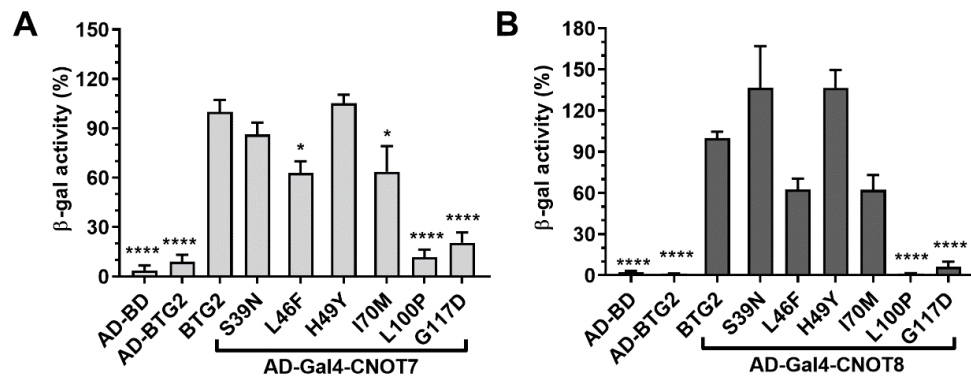 A
β-gal activity (%)
150
120
90
60
30
0
****
****
*
*
****
****
AD-BD
AD-BTG2
BTG2
S39N
L46F
H49Y
I70M
L100P
G117D
AD-Gal4-CNOT7
B
β-gal activity (%)
180
150
120
90
60
30
0
****
****
****
****
AD-BD
AD-BTG2
BTG2
S39N
L46F
H49Y
I70M
L100P
G117D
AD-Gal4-CNOT8